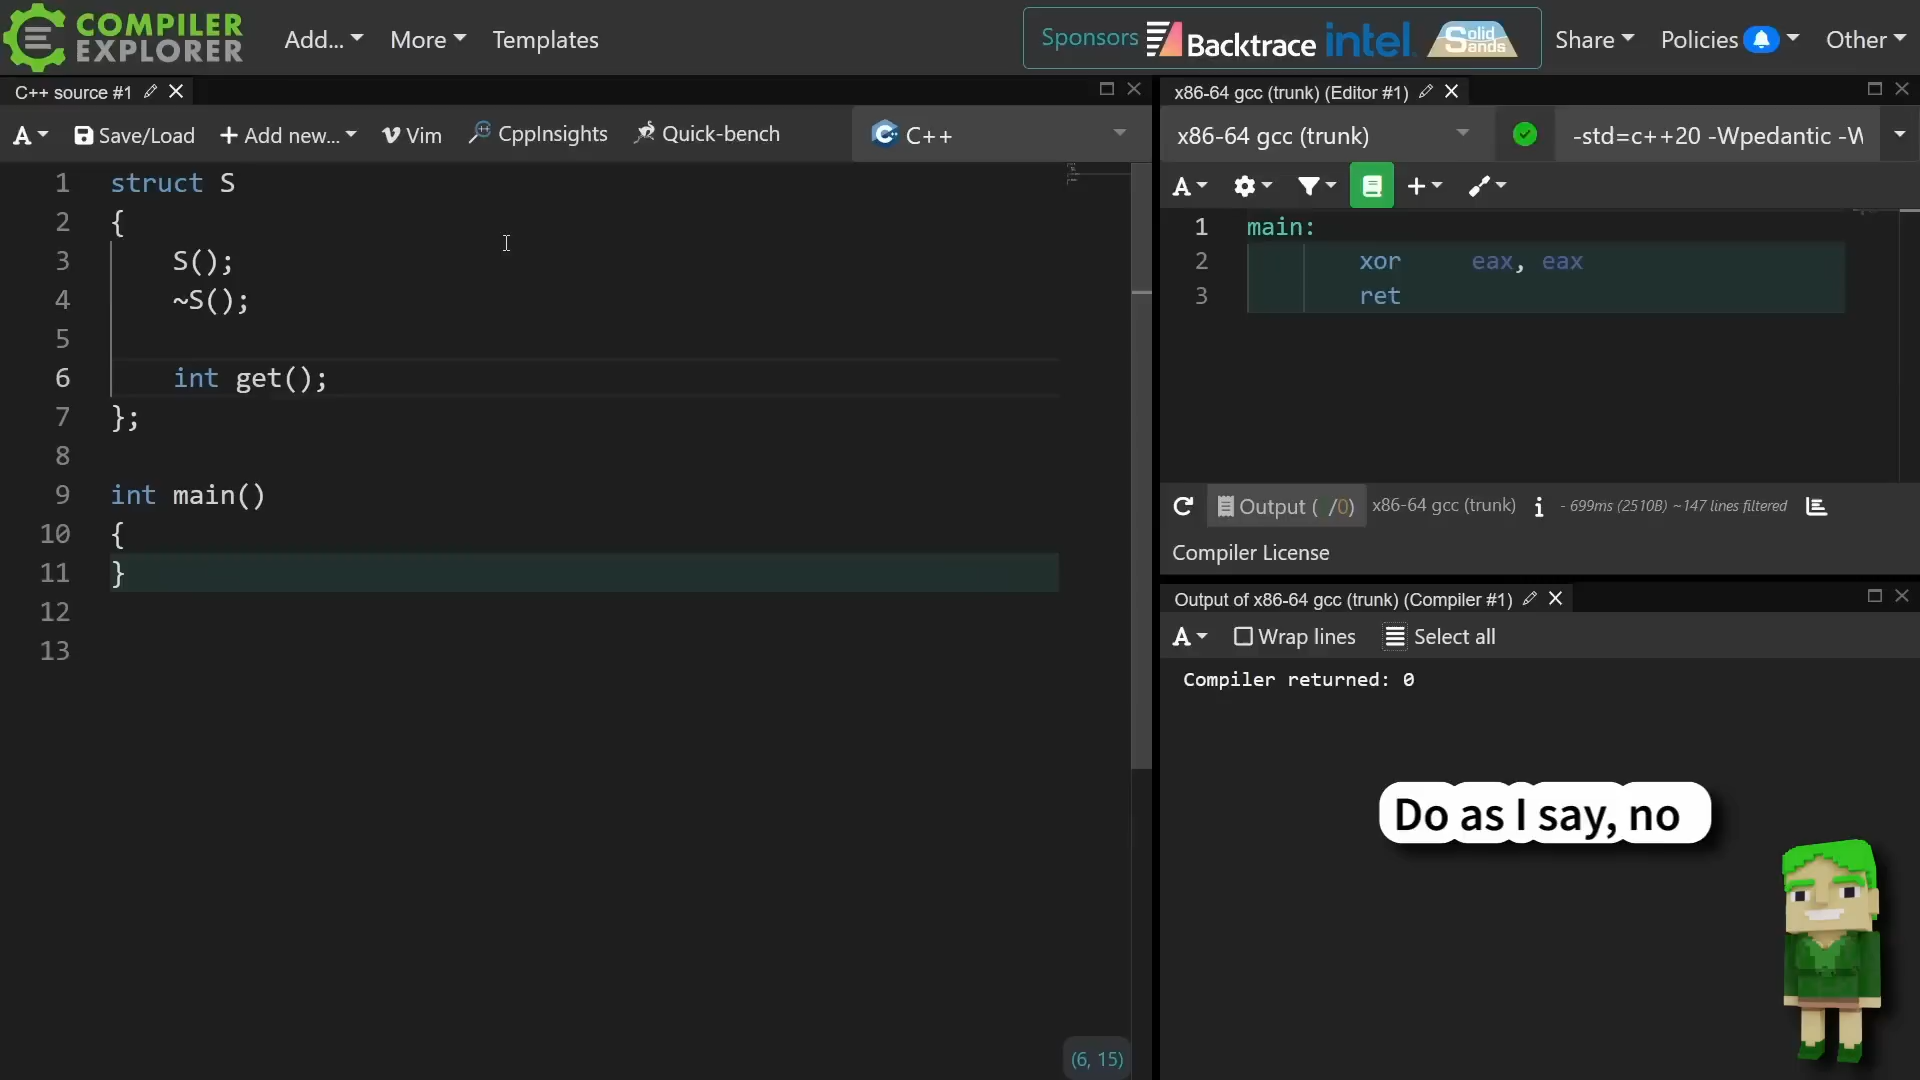 COMPILER EXPLORER
Add...
More
Templates
Sponsors Backtrace intel. Solid Sands
Share
Policies
Other
C++ source #1
A
Save/Load
Add new...
Vim
CppInsights
Quick-bench
C++
1 struct S
2 {
3 S();
4 ~S();
5
6 int get();
7 };
8
9 int main()
10 {
11 }
12
13
(6, 15)
x86-64 gcc (trunk) (Editor #1)
x86-64 gcc (trunk)
-std=c++20 -Wpedantic -W
A
1 main:
2 xor eax, eax
3 ret
Output ( /0) x86-64 gcc (trunk) i - 699ms (2510B) ~147 lines filtered
Compiler License
Output of x86-64 gcc (trunk) (Compiler #1)
A
Wrap lines
Select all
Compiler returned: 0
Do as I say, no